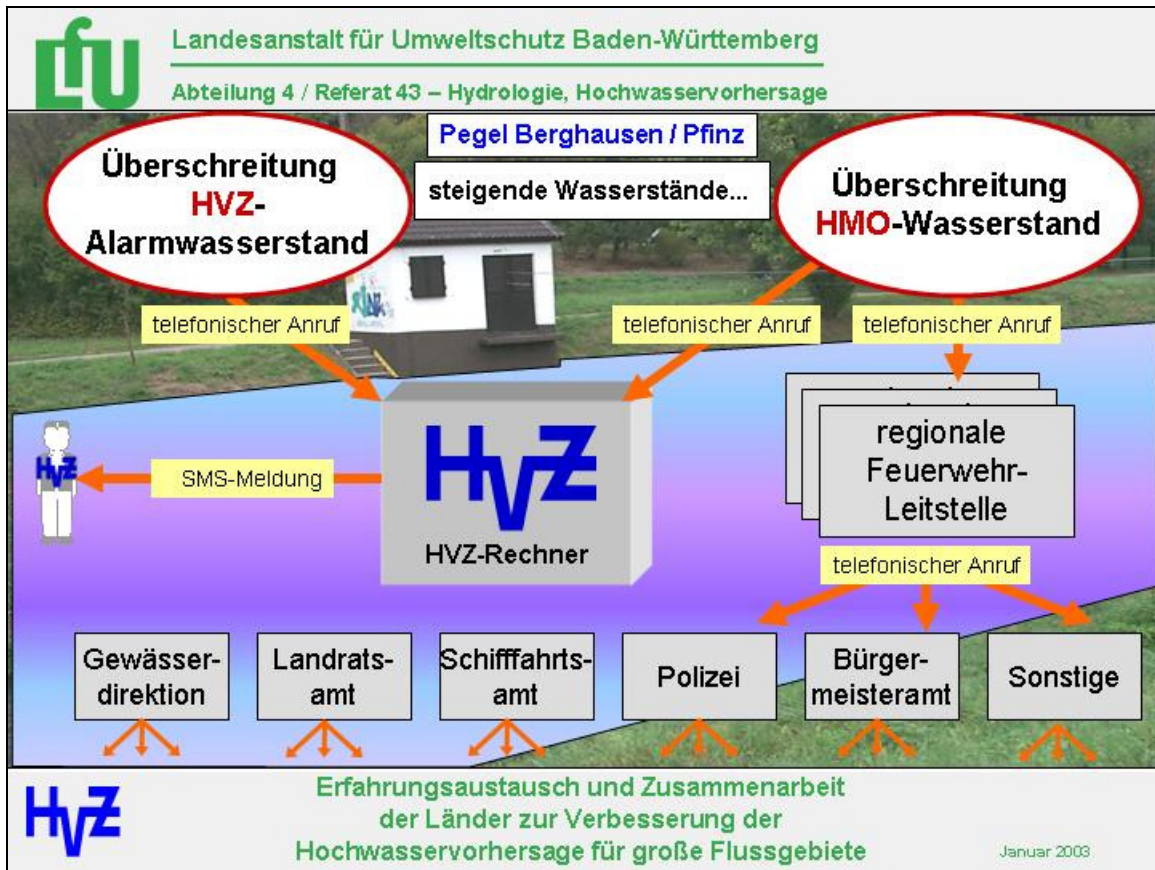 LfU
Landesanstalt für Umweltschutz Baden-Württemberg
Abteilung 4 / Referat 43 – Hydrologie, Hochwasservorhersage
Pegel Berghausen / Pfinz
steigende Wasserstände...
Überschreitung
HVZ-
Alarmwasserstand
Überschreitung
HMO-Wasserstand
telefonischer Anruf
telefonischer Anruf
telefonischer Anruf
HVZ
SMS-Meldung
HVZ
HVZ-Rechner
regionale
Feuerwehr-
Leitstelle
telefonischer Anruf
Gewässer-
direktion
Landrats-
amt
Schifffahrts-
amt
Polizei
Bürger-
meisteramt
Sonstige
HVZ
Erfahrungsaustausch und Zusammenarbeit
der Länder zur Verbesserung der
Hochwasservorhersage für große Flussgebiete
Januar 2003